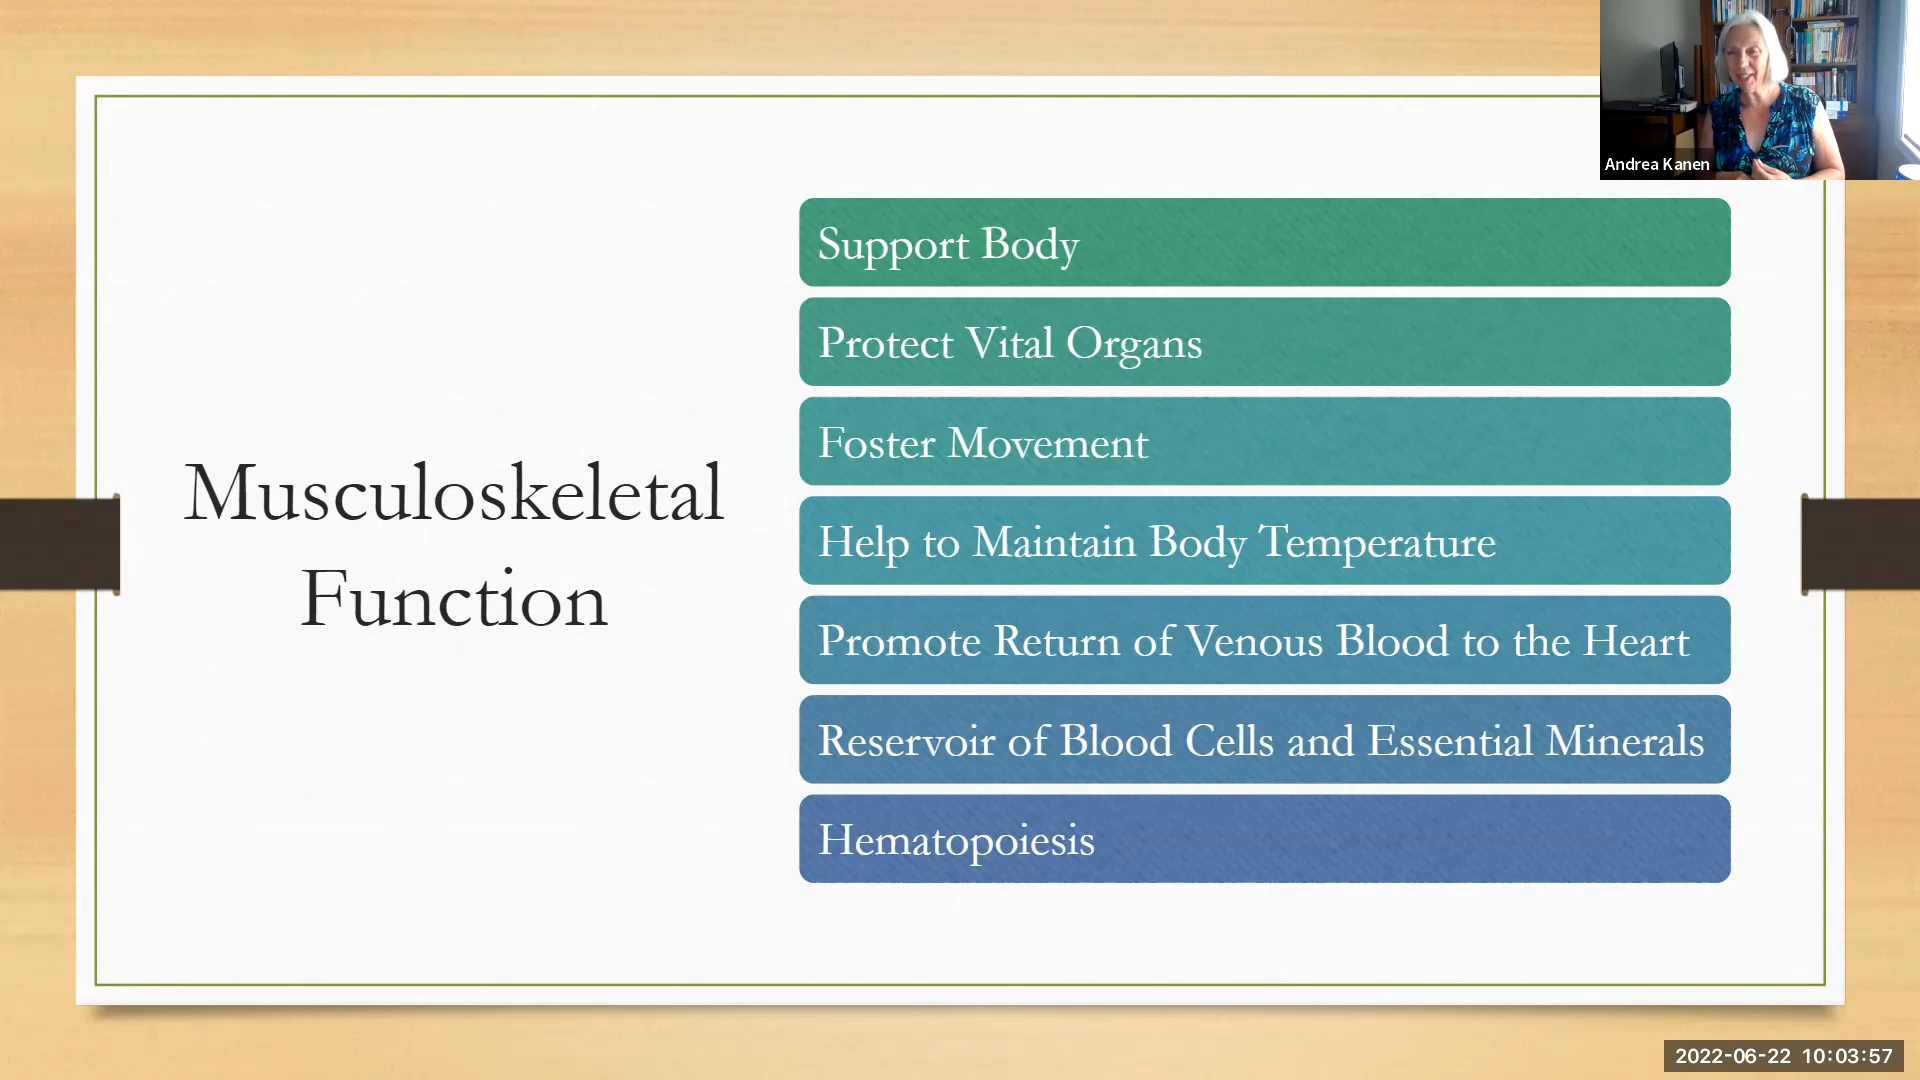 Andrea Kanen
Musculoskeletal
Function
Support Body
Protect Vital Organs
Foster Movement
Help to Maintain Body Temperature
Promote Return of Venous Blood to the Heart
Reservoir of Blood Cells and Essential Minerals
Hematopoiesis
2022-06-22 10:03:57